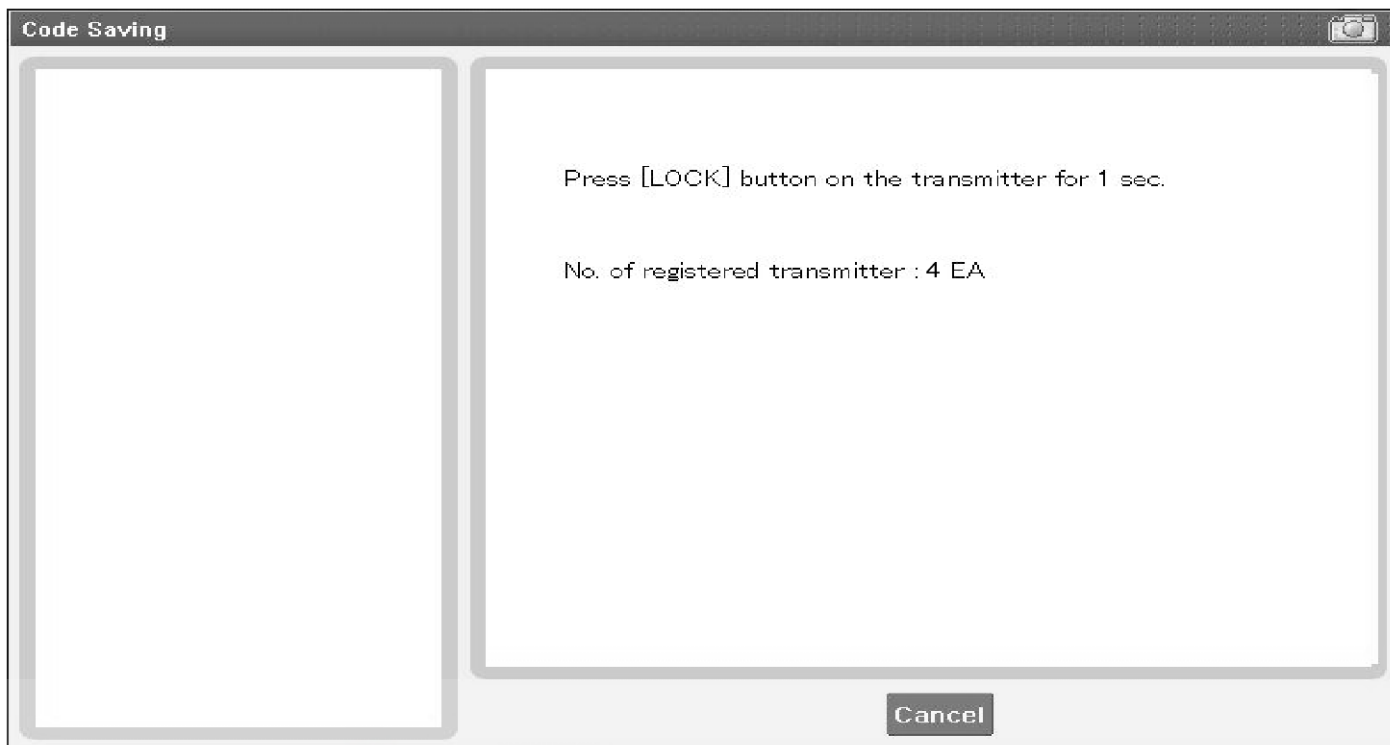 Code Saving
Press [LOCK] button on the transmitter for 1 sec.
No. of registered transmitter : 4 EA
Cancel